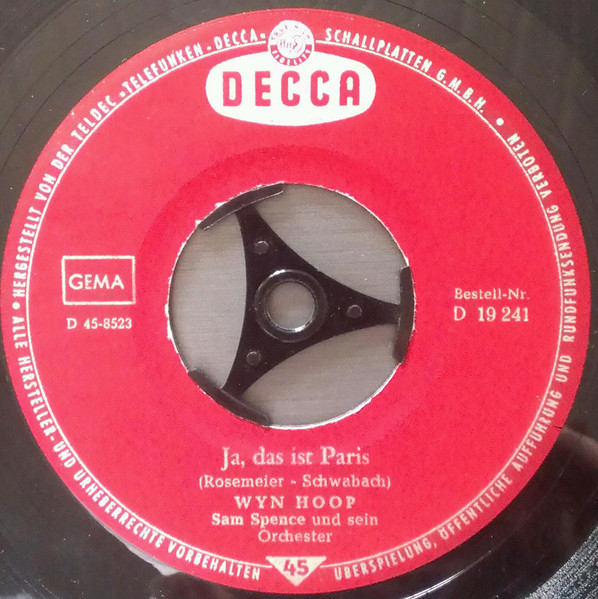 HERGESTELLT VON DER TELDEC »TELEFUNKEN-DECCA« SCHALLPLATTEN G.M.B.H. •
DECCA
GEMA
D 45-8523
Bestell-Nr.
D 19 241
Ja, das ist Paris
(Rosemeier - Schwabach)
WYN HOOP
Sam Spence und sein
Orchester
45
• ALLE HERSTELLER-UND URHEBERRECHTE VORBEHALTEN
ÜBERSPIELUNG, ÖFFENTLICHE AUFFÜHRUNG UND RUNDFUNKSENDUNG VERBOTEN